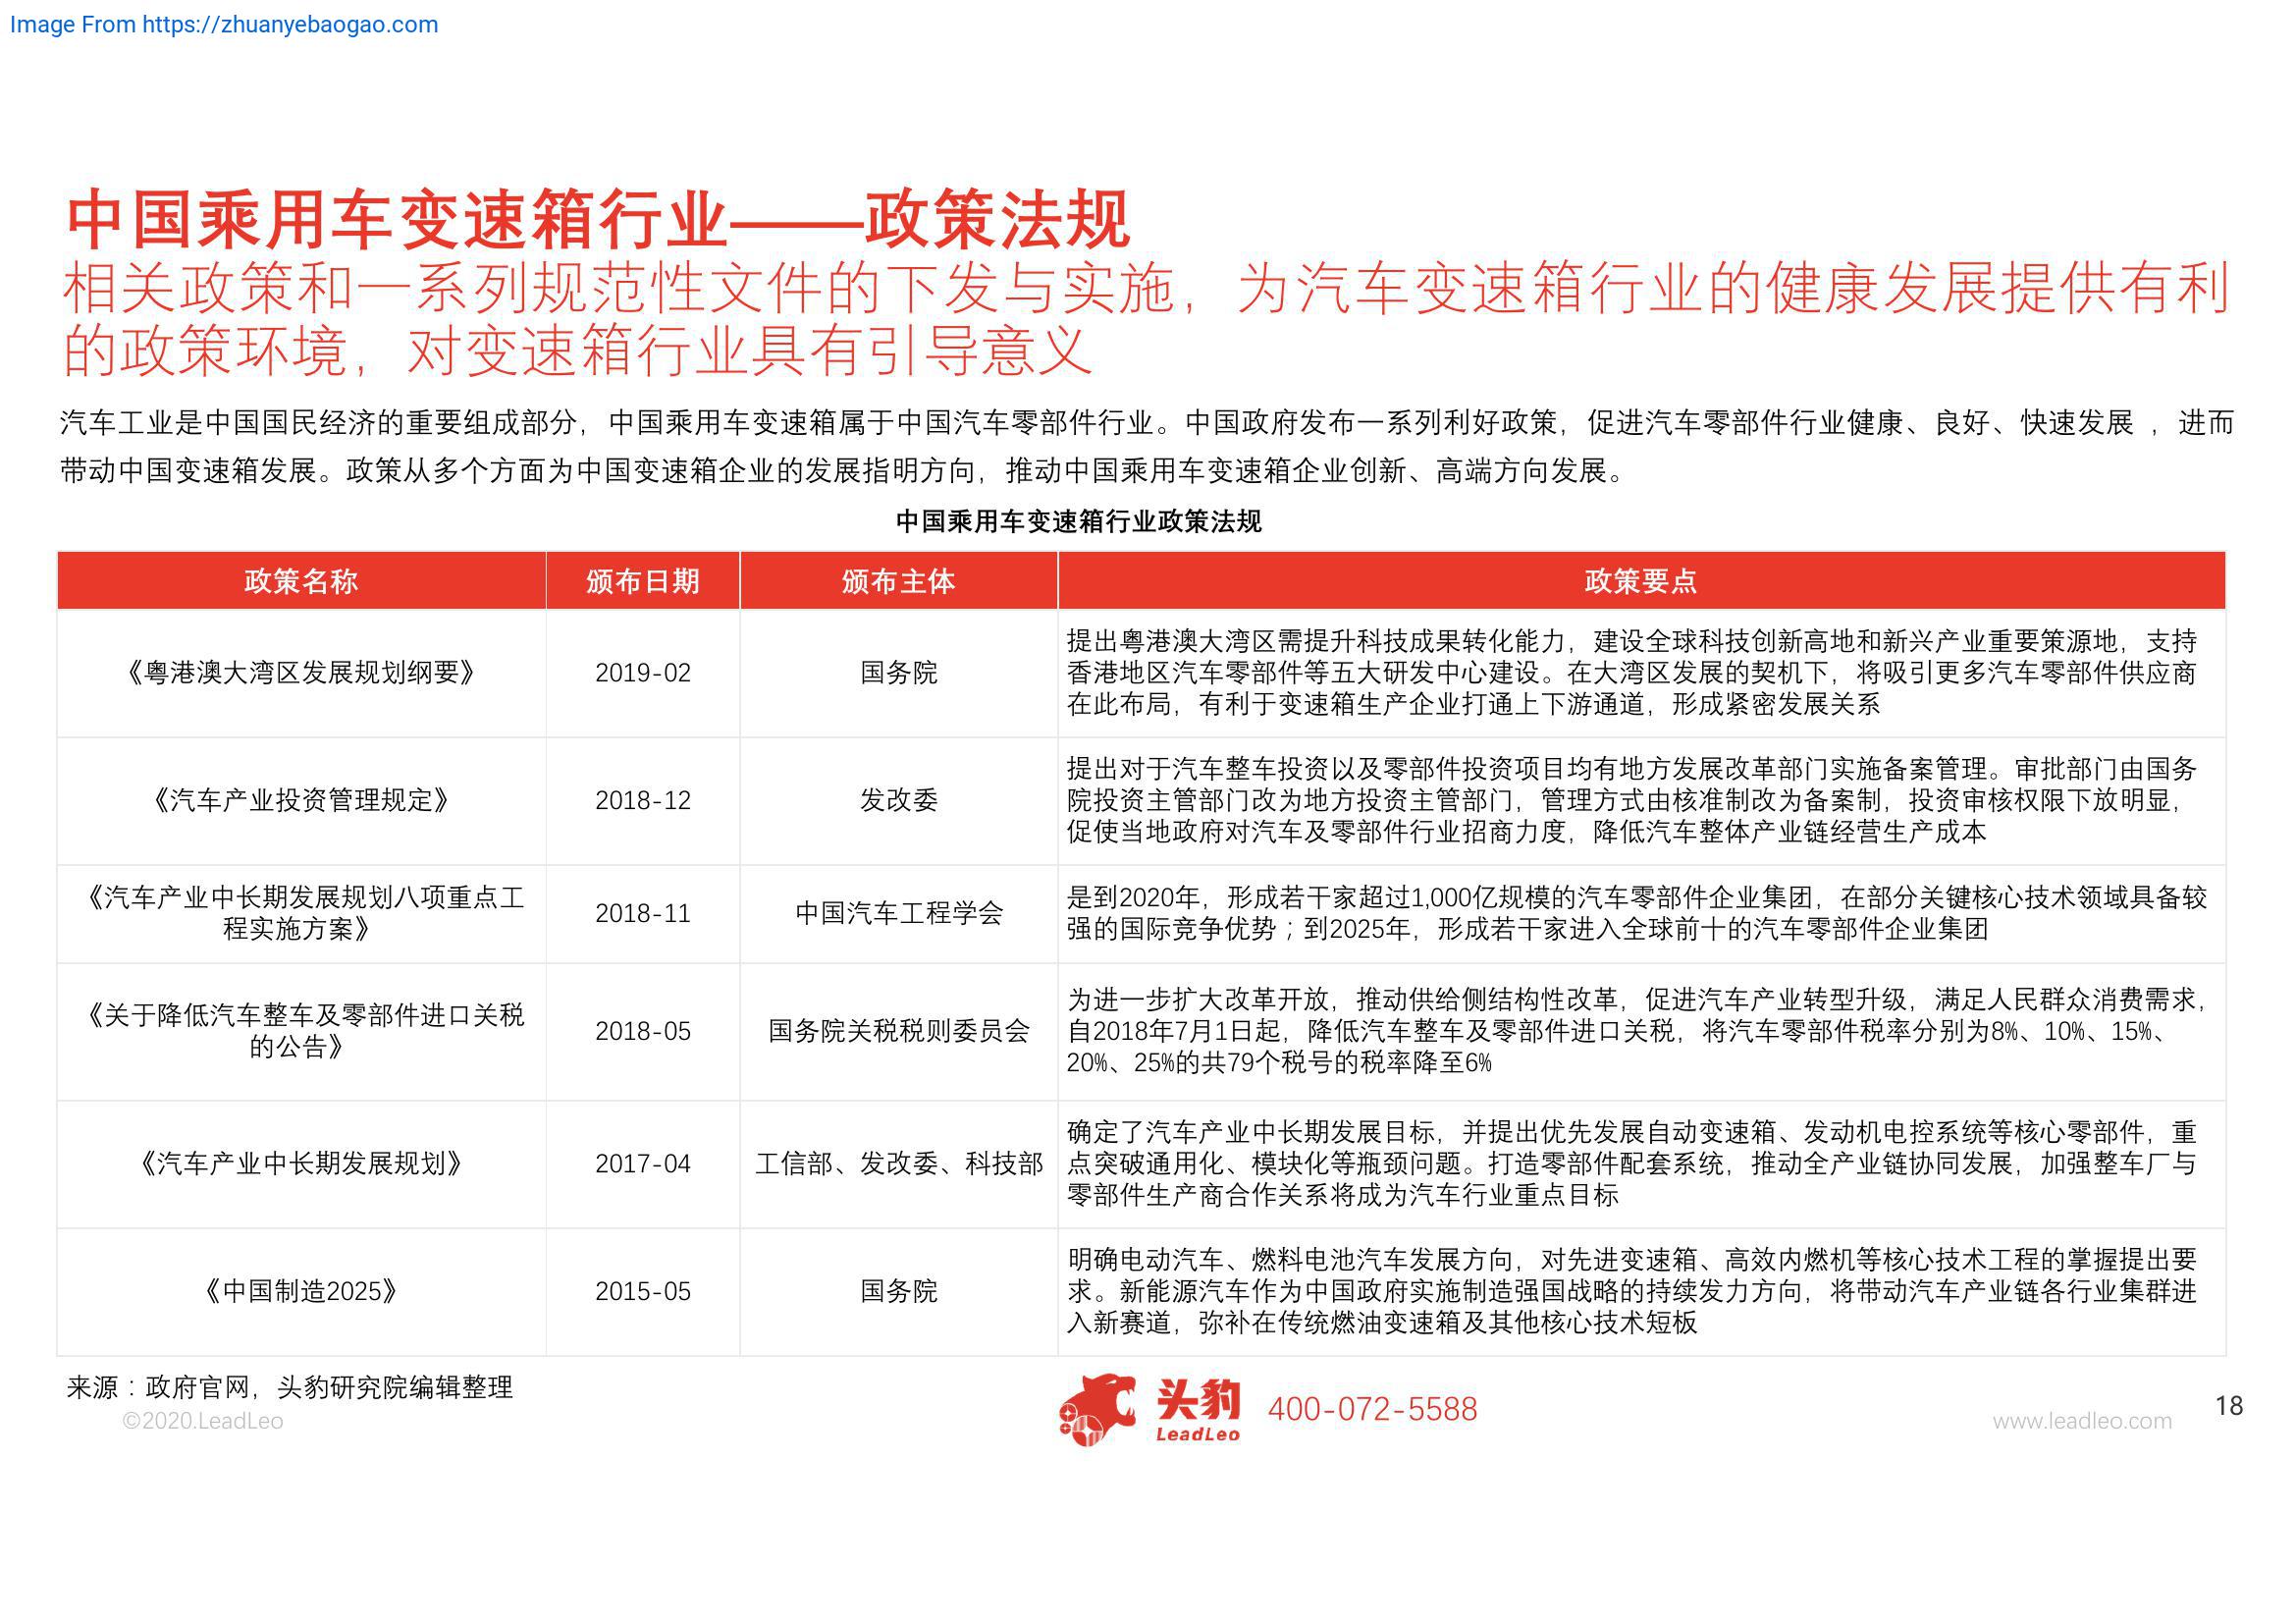 Image From https://zhuanyebaogao.com
中国乘用车变速箱行业——政策法规
相关政策和一系列规范性文件的下发与实施，为汽车变速箱行业的健康发展提供有利
的政策环境，对变速箱行业具有引导意义
汽车工业是中国国民经济的重要组成部分，中国乘用车变速箱属于中国汽车零部件行业。中国政府发布一系列利好政策，促进汽车零部件行业健康、良好、快速发展 ，进而
带动中国变速箱发展。政策从多个方面为中国变速箱企业的发展指明方向，推动中国乘用车变速箱企业创新、高端方向发展。
中国乘用车变速箱行业政策法规
政策名称 颁布日期 颁布主体 政策要点
《粤港澳大湾区发展规划纲要》 2019-02 国务院
提出粤港澳大湾区需提升科技成果转化能力，建设全球科技创新高地和新兴产业重要策源地，支持
香港地区汽车零部件等五大研发中心建设。在大湾区发展的契机下，将吸引更多汽车零部件供应商
在此布局，有利于变速箱生产企业打通上下游通道，形成紧密发展关系
《汽车产业投资管理规定》 2018-12 发改委
提出对于汽车整车投资以及零部件投资项目均有地方发展改革部门实施备案管理。审批部门由国务
院投资主管部门改为地方投资主管部门，管理方式由核准制改为备案制，投资审核权限下放明显，
促使当地政府对汽车及零部件行业招商力度，降低汽车整体产业链经营生产成本
《汽车产业中长期发展规划八项重点工
程实施方案》
2018-11 中国汽车工程学会
是到2020年，形成若干家超过1,000亿规模的汽车零部件企业集团，在部分关键核心技术领域具备较
强的国际竞争优势；到2025年，形成若干家进入全球前十的汽车零部件企业集团
《关于降低汽车整车及零部件进口关税
的公告》
2018-05 国务院关税税则委员会
为进一步扩大改革开放，推动供给侧结构性改革，促进汽车产业转型升级，满足人民群众消费需求，
自2018年7月1日起，降低汽车整车及零部件进口关税，将汽车零部件税率分别为8%、10%、15%、
20%、25%的共79个税号的税率降至6%
《汽车产业中长期发展规划》 2017-04 工信部、发改委、科技部
确定了汽车产业中长期发展目标，并提出优先发展自动变速箱、发动机电控系统等核心零部件，重
点突破通用化、模块化等瓶颈问题。打造零部件配套系统，推动全产业链协同发展，加强整车厂与
零部件生产商合作关系将成为汽车行业重点目标
《中国制造2025》 2015-05 国务院
明确电动汽车、燃料电池汽车发展方向，对先进变速箱、高效内燃机等核心技术工程的掌握提出要
求。新能源汽车作为中国政府实施制造强国战略的持续发力方向，将带动汽车产业链各行业集群进
入新赛道，弥补在传统燃油变速箱及其他核心技术短板
来源：政府官网，头豹研究院编辑整理
©2020.LeadLeo
头豹
LeadLeo
400-072-5588
www.leadleo.com
18